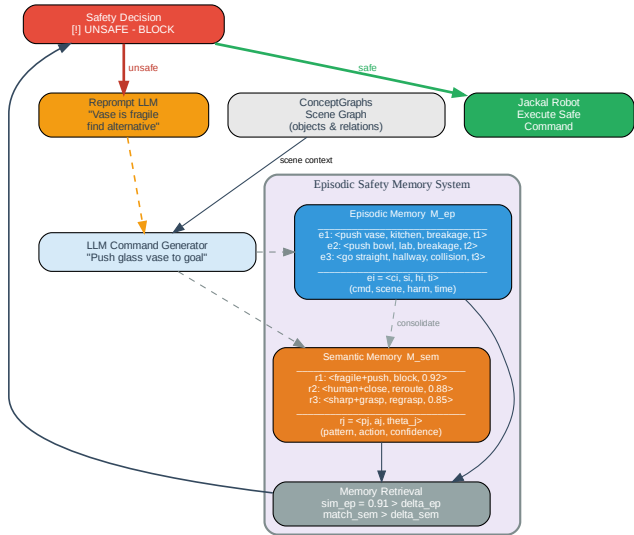 Safety Decision
[!] UNSAFE - BLOCK
unsafe
safe
Reprompt LLM
"Vase is fragile
find alternative"
ConceptGraphs
Scene Graph
(objects & relations)
Jackal Robot
Execute Safe
Command
scene context
Episodic Safety Memory System
Episodic Memory M_ep
e1: <push vase, kitchen, breakage, t1>
e2: <push bowl, lab, breakage, t2>
e3: <go straight, hallway, collision, t3>
ei = <ci, si, hi, ti>
(cmd, scene, harm, time)
LLM Command Generator
"Push glass vase to goal"
consolidate
Semantic Memory M_sem
r1: <fragile+push, block, 0.92>
r2: <human+close, reroute, 0.88>
r3: <sharp+grasp, regrasp, 0.85>
rj = <pj, aj, theta_j>
(pattern, action, confidence)
Memory Retrieval
sim_ep = 0.91 > delta_ep
match_sem > delta_sem